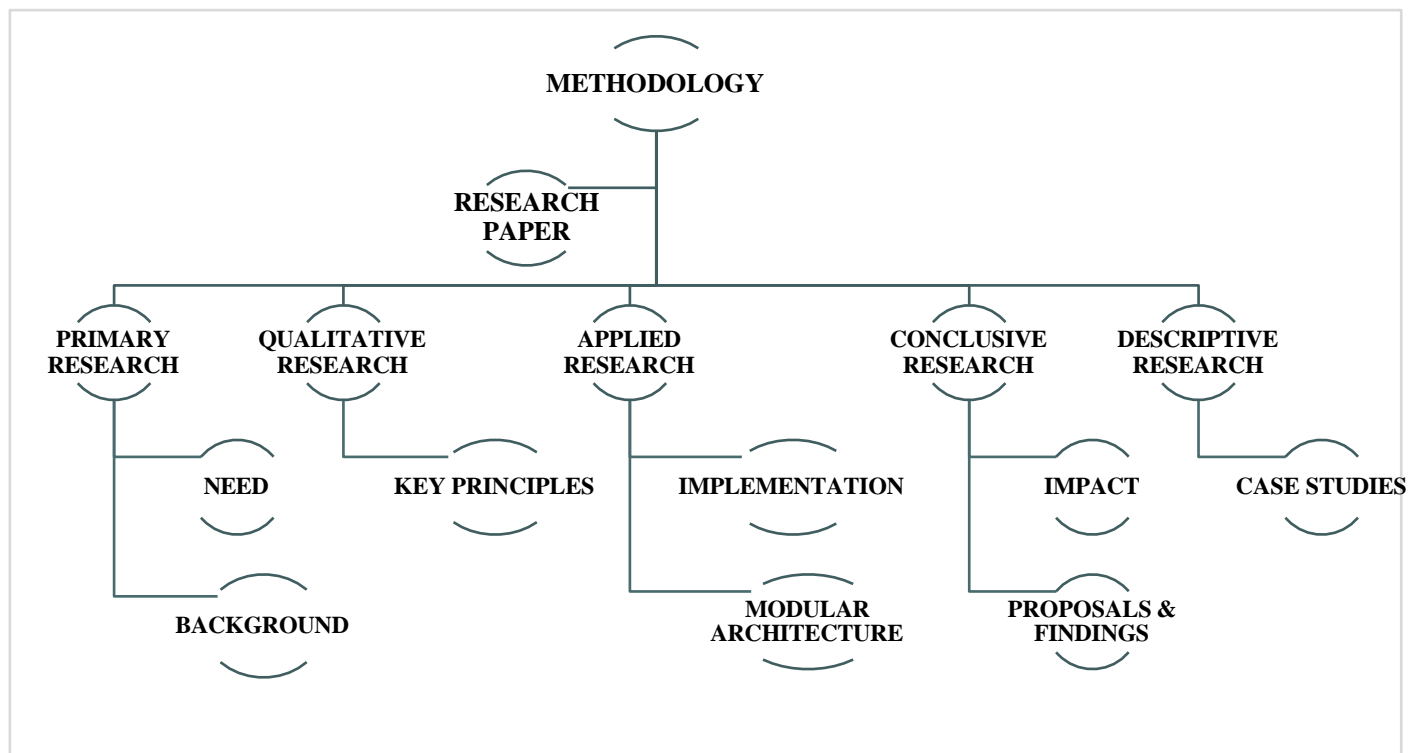 METHODOLOGY
RESEARCH
PAPER
PRIMARY
RESEARCH
QUALITATIVE
RESEARCH
APPLIED
RESEARCH
CONCLUSIVE
RESEARCH
DESCRIPTIVE
RESEARCH
NEED
KEY PRINCIPLES
IMPLEMENTATION
IMPACT
CASE STUDIES
BACKGROUND
MODULAR
ARCHITECTURE
PROPOSALS &
FINDINGS